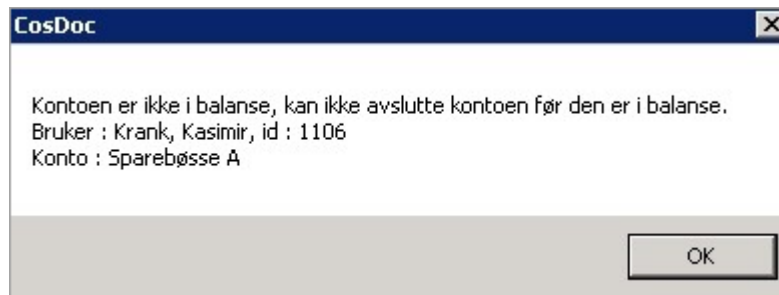 CosDoc
Kontoen er ikke i balanse, kan ikke avslutte kontoen før den er i balanse.
Bruker : Krank, Kasimir, id : 1106
Konto : Sparebøsse A
OK